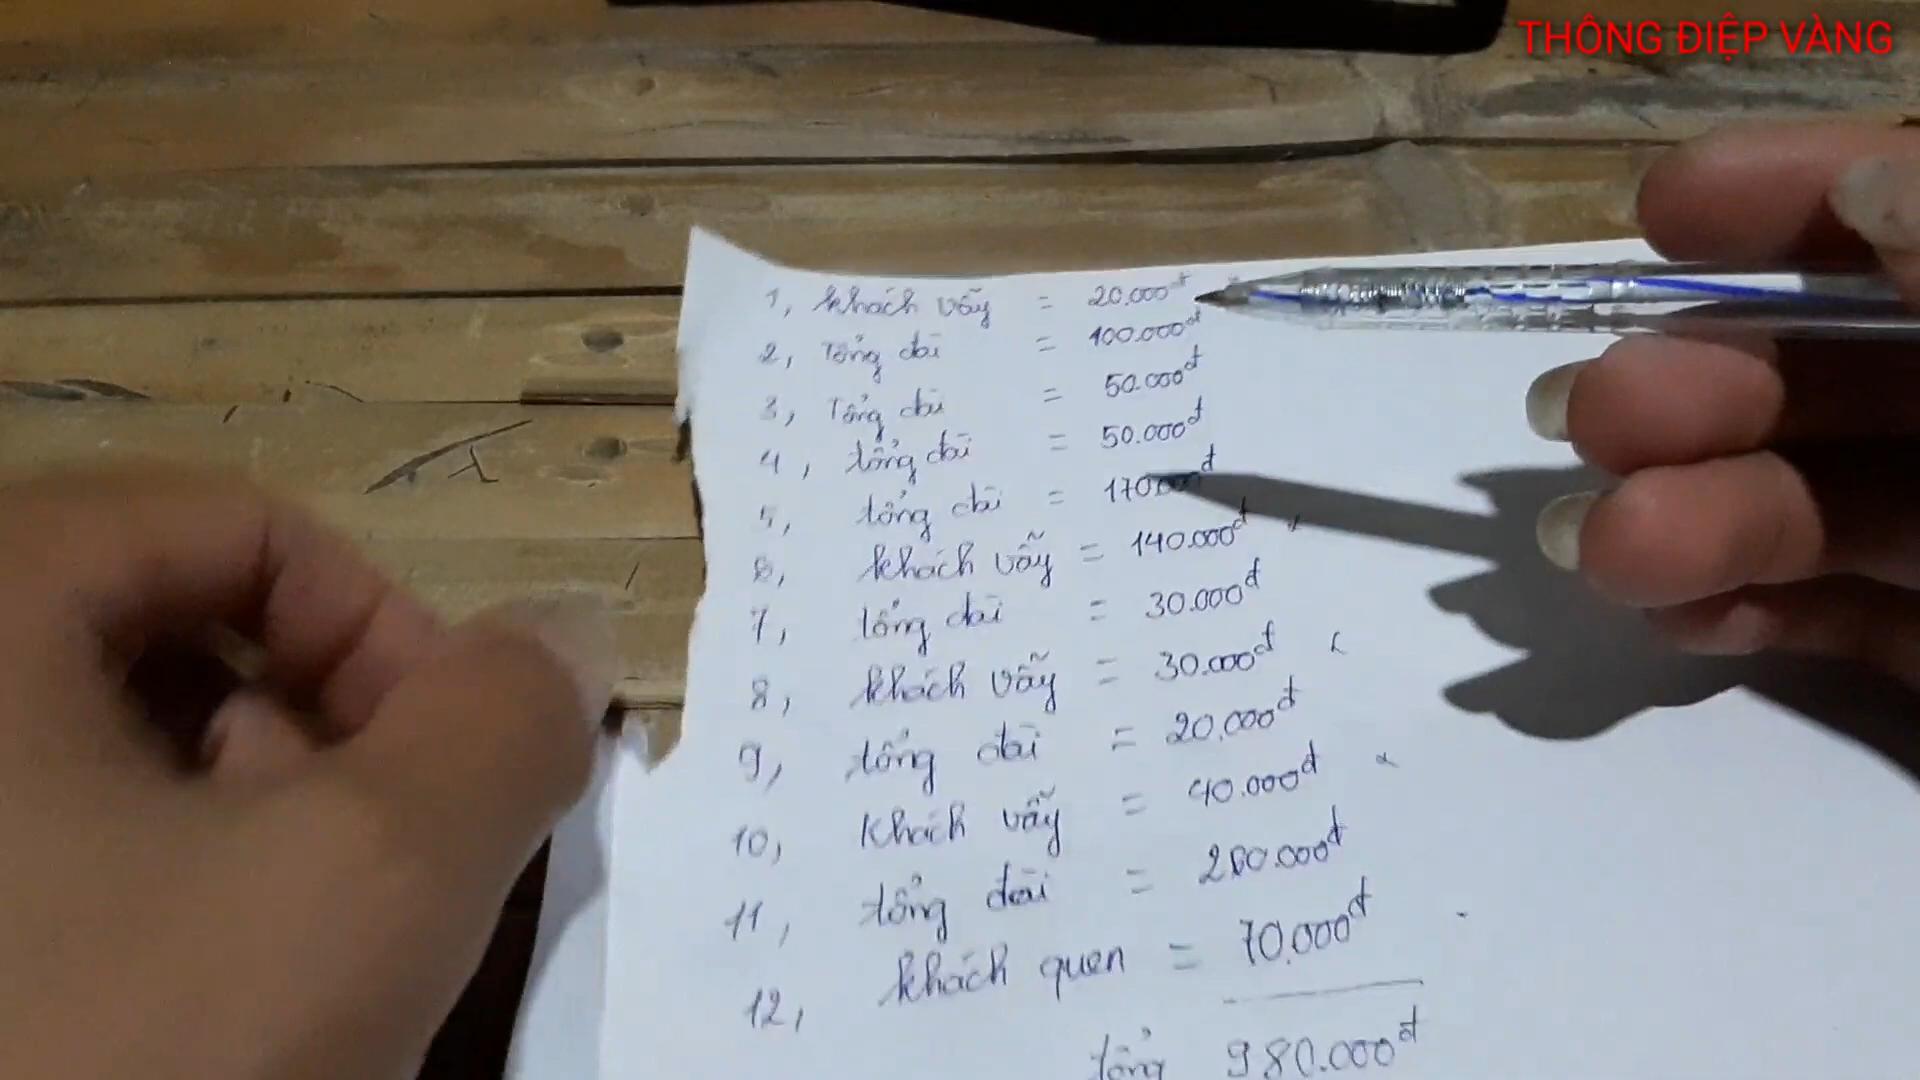 THÔNG ĐIỆP VÀNG
1, khách vẫy = 20.000đ
2, Tổng đài = 100.000đ
3, Tổng đài = 50.000đ
4, tổng đài = 50.000đ
5, tổng đài = 170.000đ
6, khách vẫy = 140.000đ
7, tổng đài = 30.000đ
8, khách vẫy = 30.000đ
9, tổng đài = 20.000đ
10, khách vẫy = 40.000đ
11, tổng đài = 260.000đ
12, khách quen = 70.000đ
tổng 980.000đ